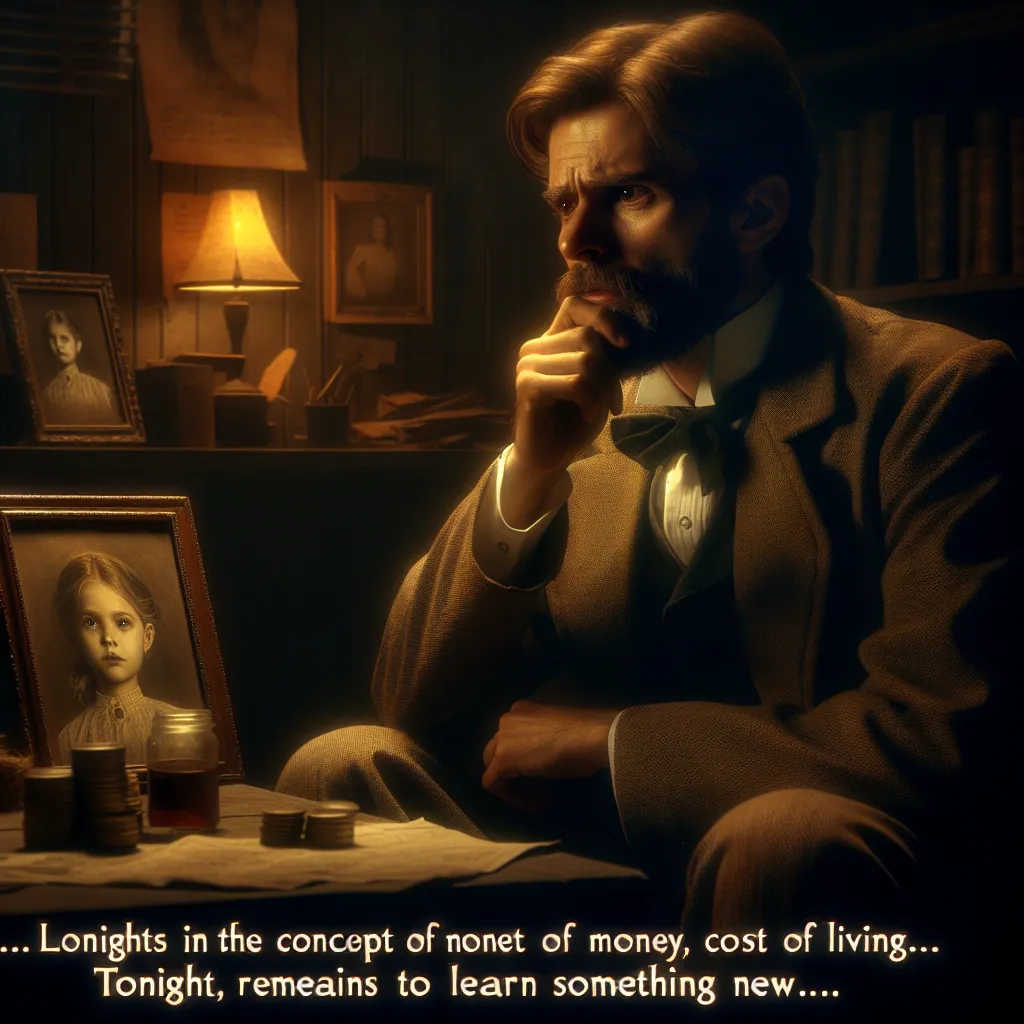 ... Lonights in the concept of nonet of money, cost of living...
Tonight, remeains to learn something new....